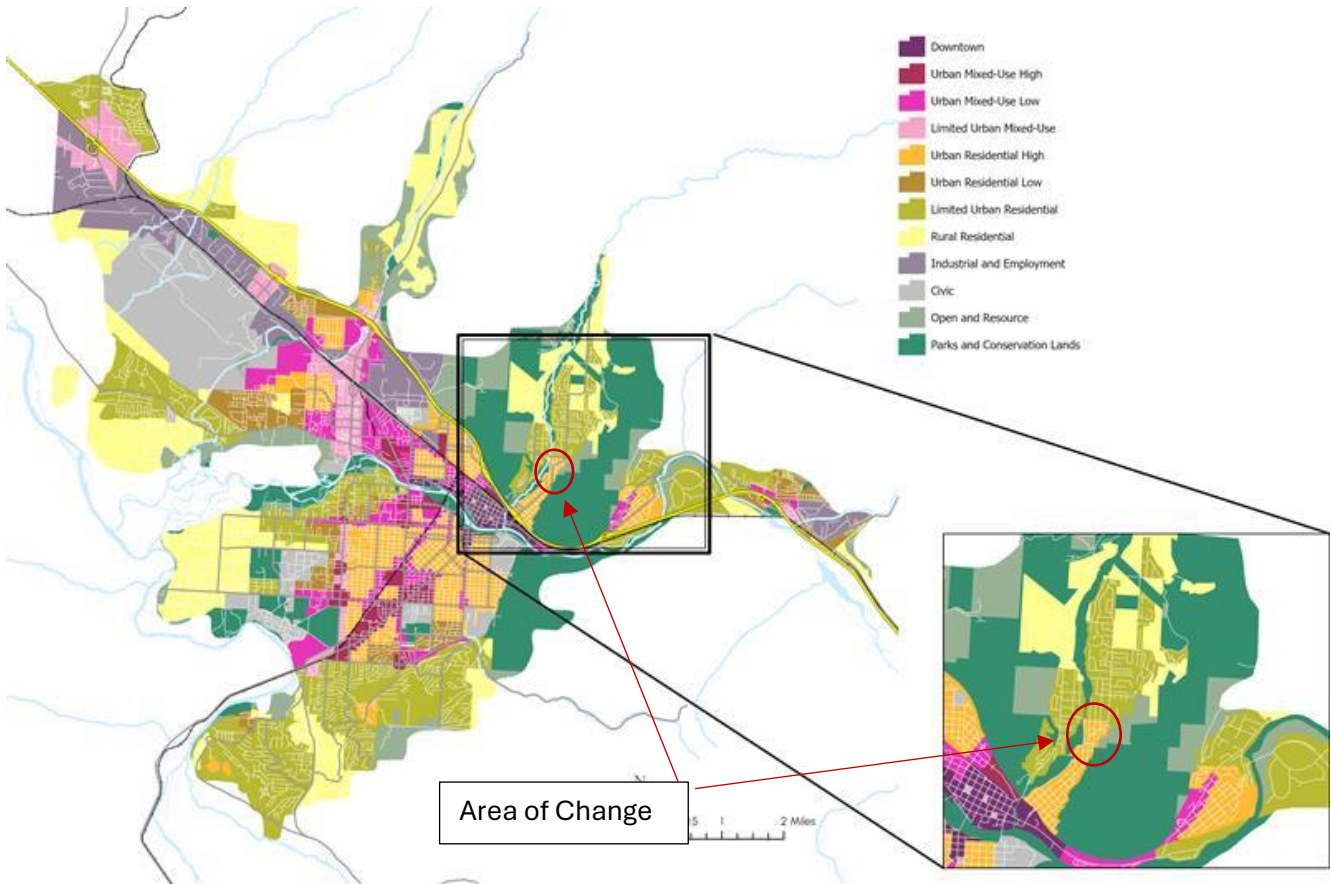 Downtown
Urban Mixed-Use High
Urban Mixed-Use Low
Limited Urban Mixed-Use
Urban Residential High
Urban Residential Low
Limited Urban Residential
Rural Residential
Industrial and Employment
Civic
Open and Resource
Parks and Conservation Lands
N
Area of Change
5 1 2 Miles